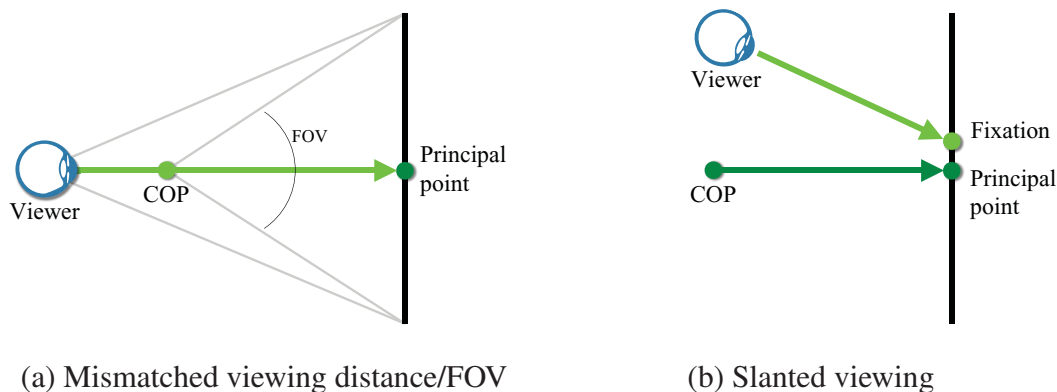 FOV
Principal
point
COP
Viewer
(a) Mismatched viewing distance/FOV
Viewer
Fixation
Principal
point
COP
(b) Slanted viewing